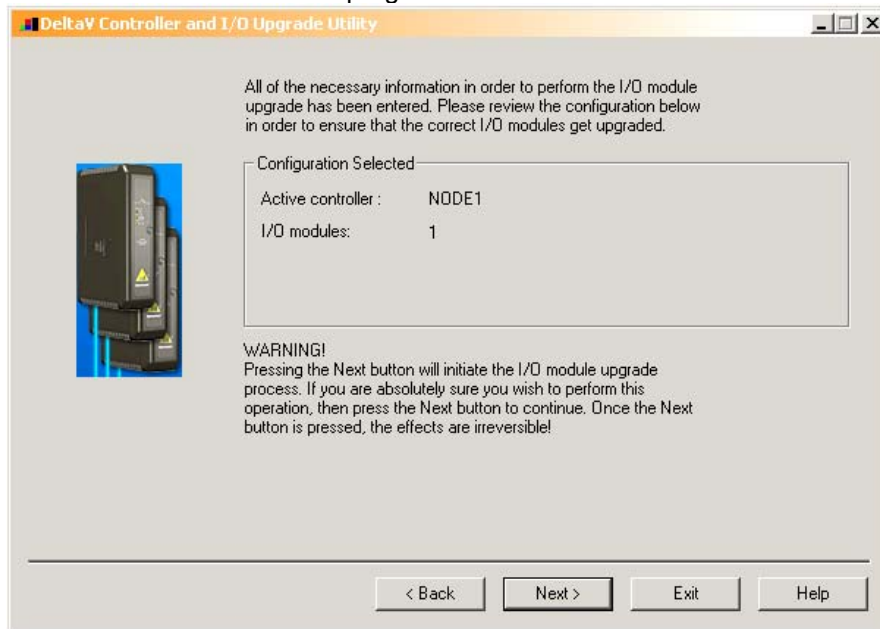 DeltaV Controller and I/O Upgrade Utility
All of the necessary information in order to perform the I/O module
upgrade has been entered. Please review the configuration below
in order to ensure that the correct I/O modules get upgraded.
Configuration Selected
Active controller : NODE1
I/O modules: 1
WARNING!
Pressing the Next button will initiate the I/O module upgrade
process. If you are absolutely sure you wish to perform this
operation, then press the Next button to continue. Once the Next
button is pressed, the effects are irreversible!
< Back Next > Exit Help